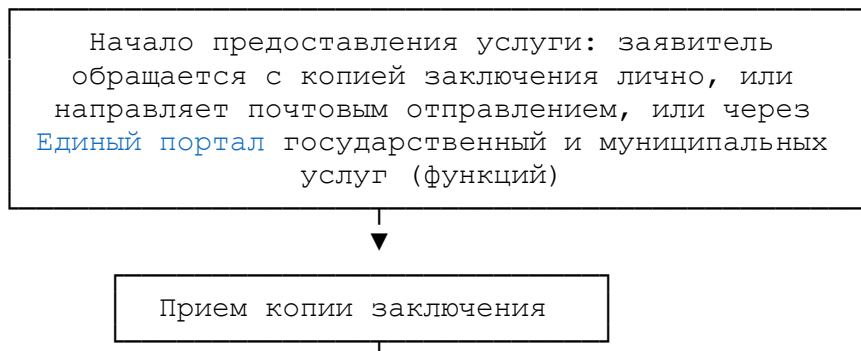 Начало предоставления услуги: заявитель
обращается с копией заключения лично, или
направляет почтовым отправлением, или через
Единый портал государственный и муниципальных
услуг (функций)
Прием копии заключения